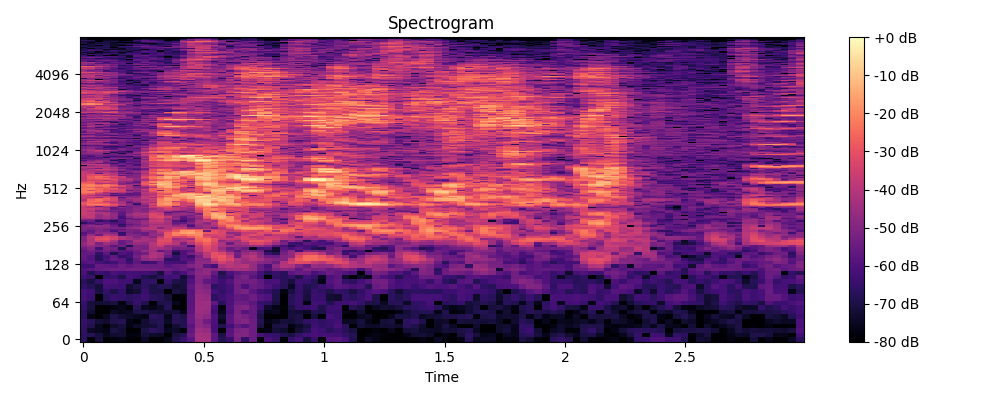 Spectrogram
Hz
4096
2048
1024
512
256
128
64
0
0 0.5 1 1.5 2 2.5
Time
+0 dB
-10 dB
-20 dB
-30 dB
-40 dB
-50 dB
-60 dB
-70 dB
-80 dB